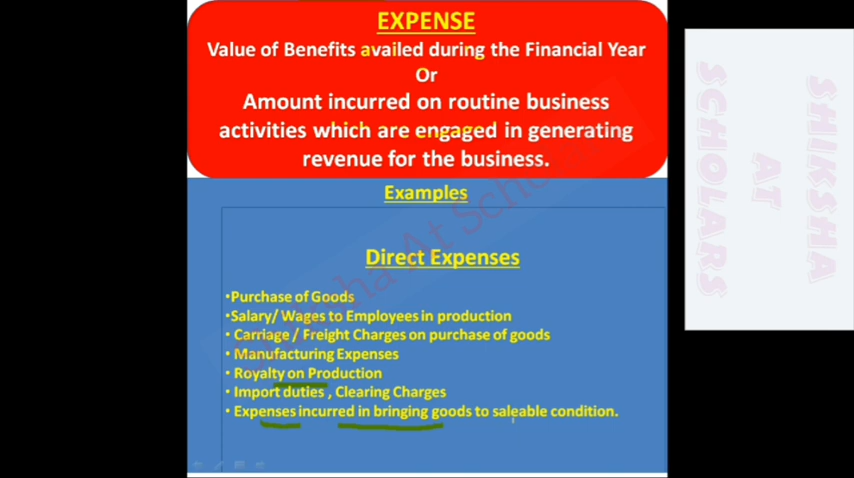 EXPENSE
Value of Benefits availed during the Financial Year
Or
Amount incurred on routine business
activities which are engaged in generating
revenue for the business.
Examples
Direct Expenses
•Purchase of Goods
•Salary/ Wages to Employees in production
• Carriage / Freight Charges on purchase of goods
• Manufacturing Expenses
• Royalty on Production
• Import duties , Clearing Charges
• Expenses incurred in bringing goods to saleable condition.
SHIKSHA
AT
SCHOLARS